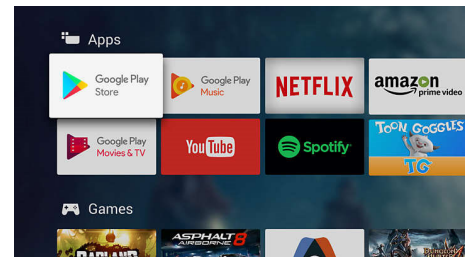 Apps
Google Play
Store
Google Play
Music
NETFLIX
amazon
prime video
Google Play
Movies & TV
YouTube
Spotify
TOON GOGGLES
TG
Games
BADLAND
ASPHALT 8
AIRBORNE